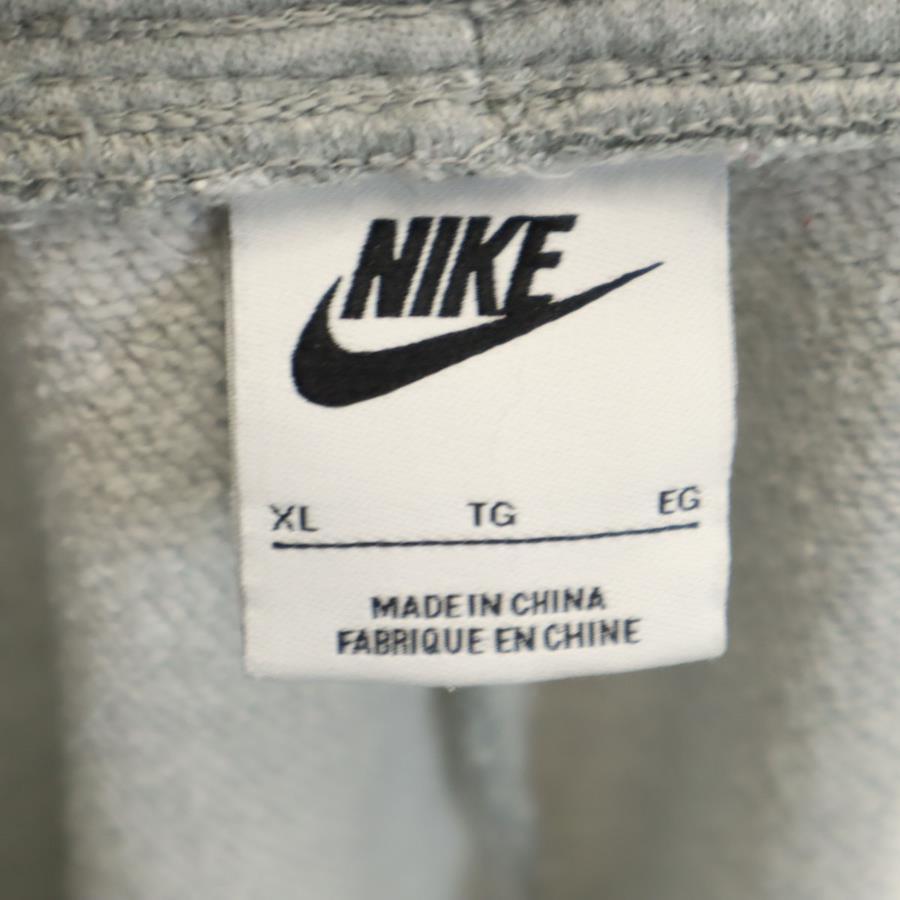 NIKE
XL TG EG
MADE IN CHINA
FABRIQUE EN CHINE